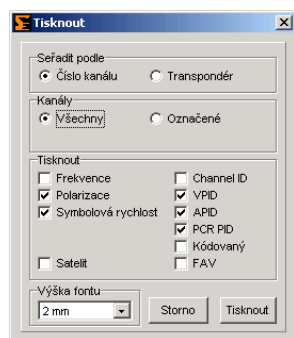 Tisknout
Seřadit podle
Číslo kanálu Transpondér
Kanály
Všechny Označené
Tisknout
Frekvence Channel ID
Polarizace VPID
Symbolová rychlost APID
PCR PID
Kódovaný
Satelit FAV
Výška fontu
2 mm Storno Tisknout